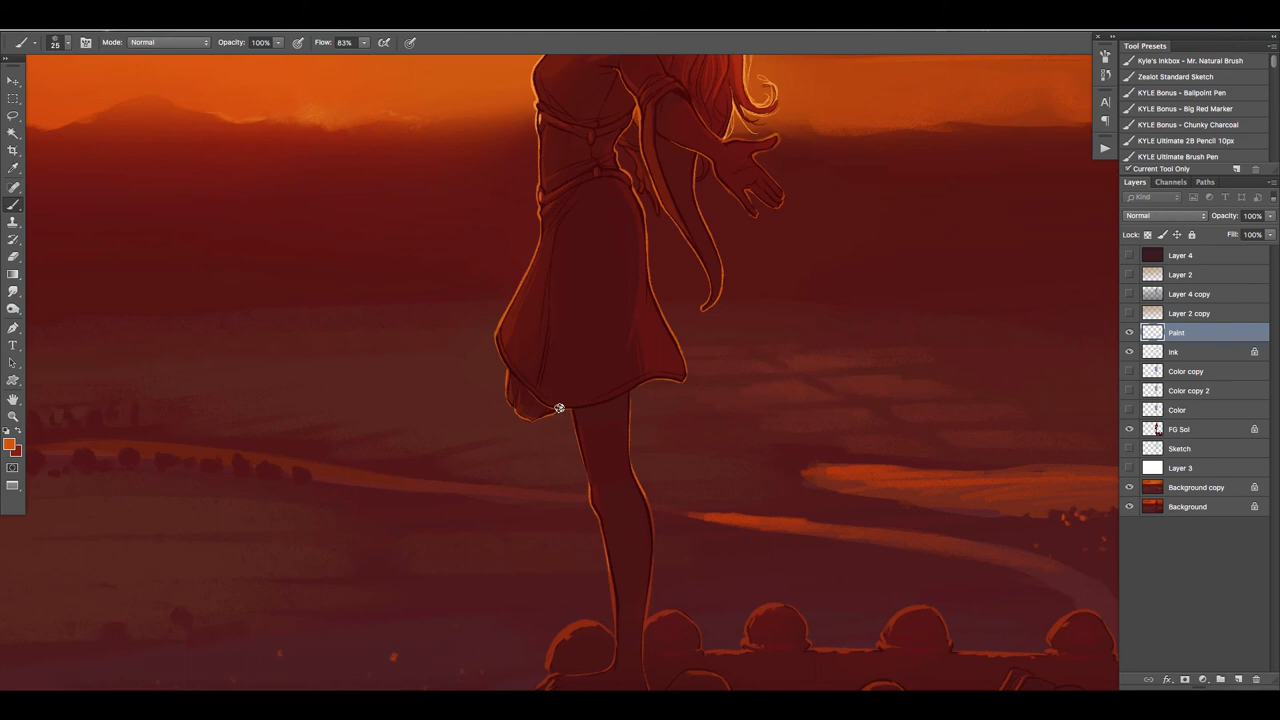 25 Mode: Normal Opacity: 100% Flow: 83%
Tool Presets
Kyle's Inkbox - Mr. Natural Brush
Zealot Standard Sketch
KYLE Bonus - Ballpoint Pen
KYLE Bonus - Big Red Marker
KYLE Bonus - Chunky Charcoal
KYLE Ultimate 2B Pencil 10px
KYLE Ultimate Brush Pen
Current Tool Only
Layers Channels Paths
Kind
Normal Opacity: 100%
Lock: Fill: 100%
Layer 4
Layer 2
Layer 4 copy
Layer 2 copy
Paint
Ink
Color copy
Color copy 2
Color
FG Sol
Sketch
Layer 3
Background copy
Background